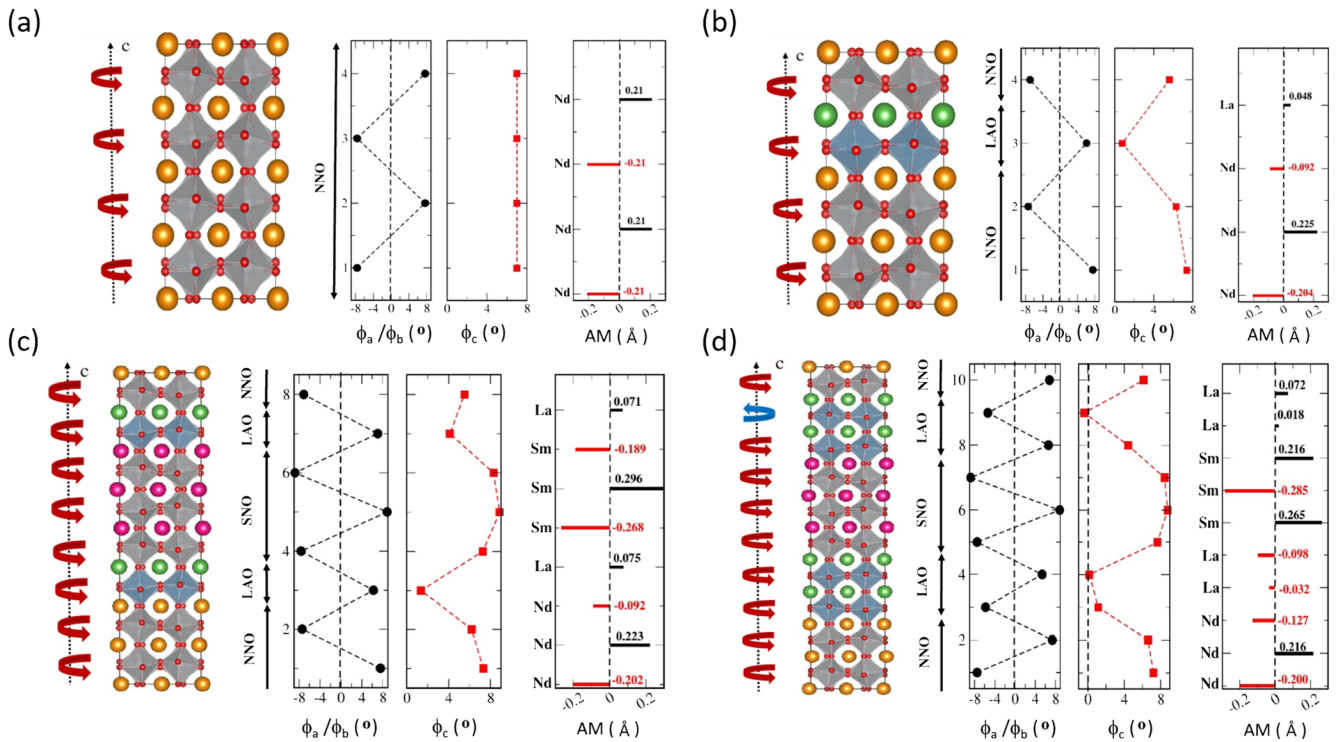 (a)
c
NNO
4
3
2
1
-8 -4 0 4 8
ϕa /ϕb (º)
0 4 8
ϕc (º)
Nd 0.21
Nd -0.21
Nd 0.21
Nd -0.21
-0.2 0 0.2
AM ( Å )
(b)
c
NNO
LAO
NNO
4
3
2
1
-8 -4 0 4 8
ϕa /ϕb (º)
0 4 8
ϕc (º)
La 0.048
Nd -0.092
Nd 0.225
Nd -0.204
-0.2 0 0.2
AM ( Å )
(c)
c
NNO
LAO
SNO
LAO
NNO
8
6
4
2
-8 -4 0 4 8
ϕa /ϕb (º)
0 4 8
ϕc (º)
La 0.071
Sm -0.189
Sm 0.296
Sm -0.268
La 0.075
Nd -0.092
Nd 0.223
Nd -0.202
-0.2 0 0.2
AM ( Å )
(d)
c
NNO
LAO
SNO
LAO
NNO
10
8
6
4
2
-8 -4 0 4 8
ϕa /ϕb (º)
0 4 8
ϕc (º)
La 0.072
La 0.018
Sm 0.216
Sm -0.285
Sm 0.265
La -0.098
La -0.032
Nd -0.127
Nd 0.216
Nd -0.200
-0.2 0 0.2
AM ( Å )